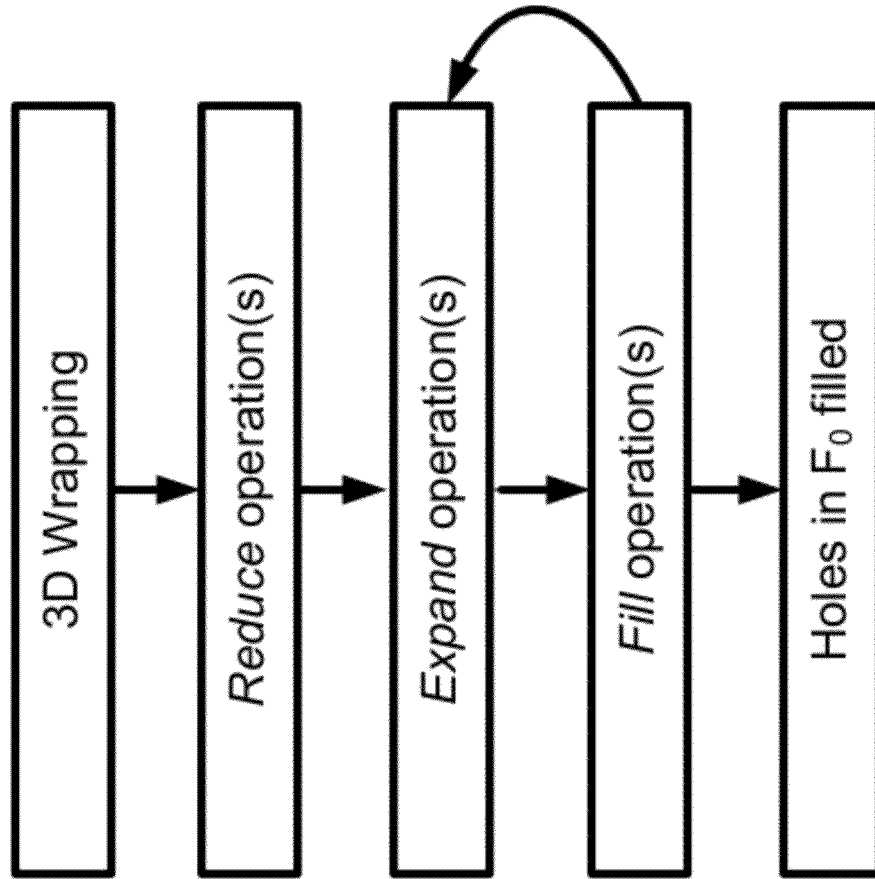 3D Wrapping
Reduce operation(s)
Expand operation(s)
Fill operation(s)
Holes in F₀ filled